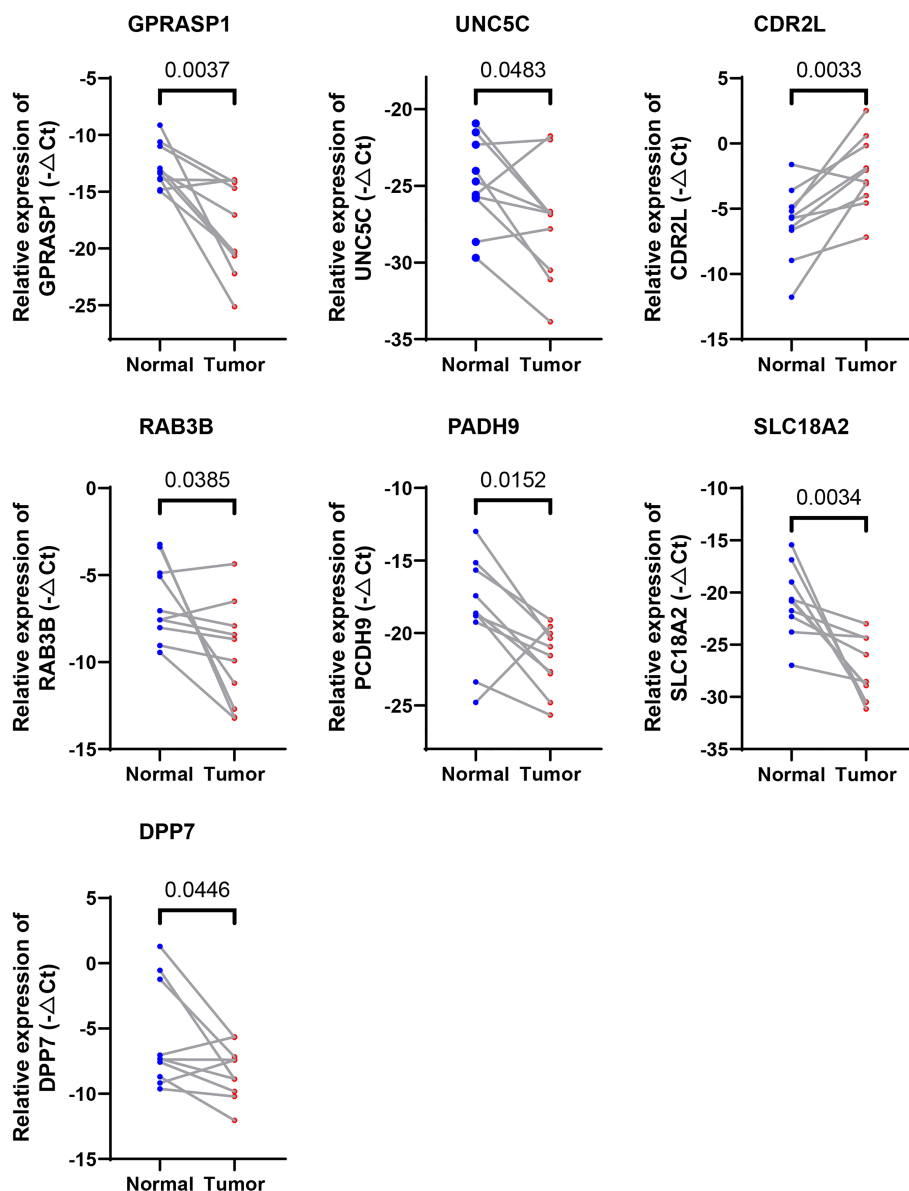 GPRASP1
0.0037
Relative expression of
GPRASP1 (-△Ct)
-5
-10
-15
-20
-25
Normal Tumor
UNC5C
0.0483
Relative expression of
UNC5C (-△Ct)
-20
-25
-30
-35
Normal Tumor
CDR2L
0.0033
Relative expression of
CDR2L (-△Ct)
5
0
-5
-10
-15
Normal Tumor
RAB3B
0.0385
Relative expression of
RAB3B (-△Ct)
0
-5
-10
-15
Normal Tumor
PADH9
0.0152
Relative expression of
PCDH9 (-△Ct)
-10
-15
-20
-25
Normal Tumor
SLC18A2
0.0034
Relative expression of
SLC18A2 (-△Ct)
-10
-15
-20
-25
-30
-35
Normal Tumor
DPP7
0.0446
Relative expression of
DPP7 (-△Ct)
5
0
-5
-10
-15
Normal Tumor